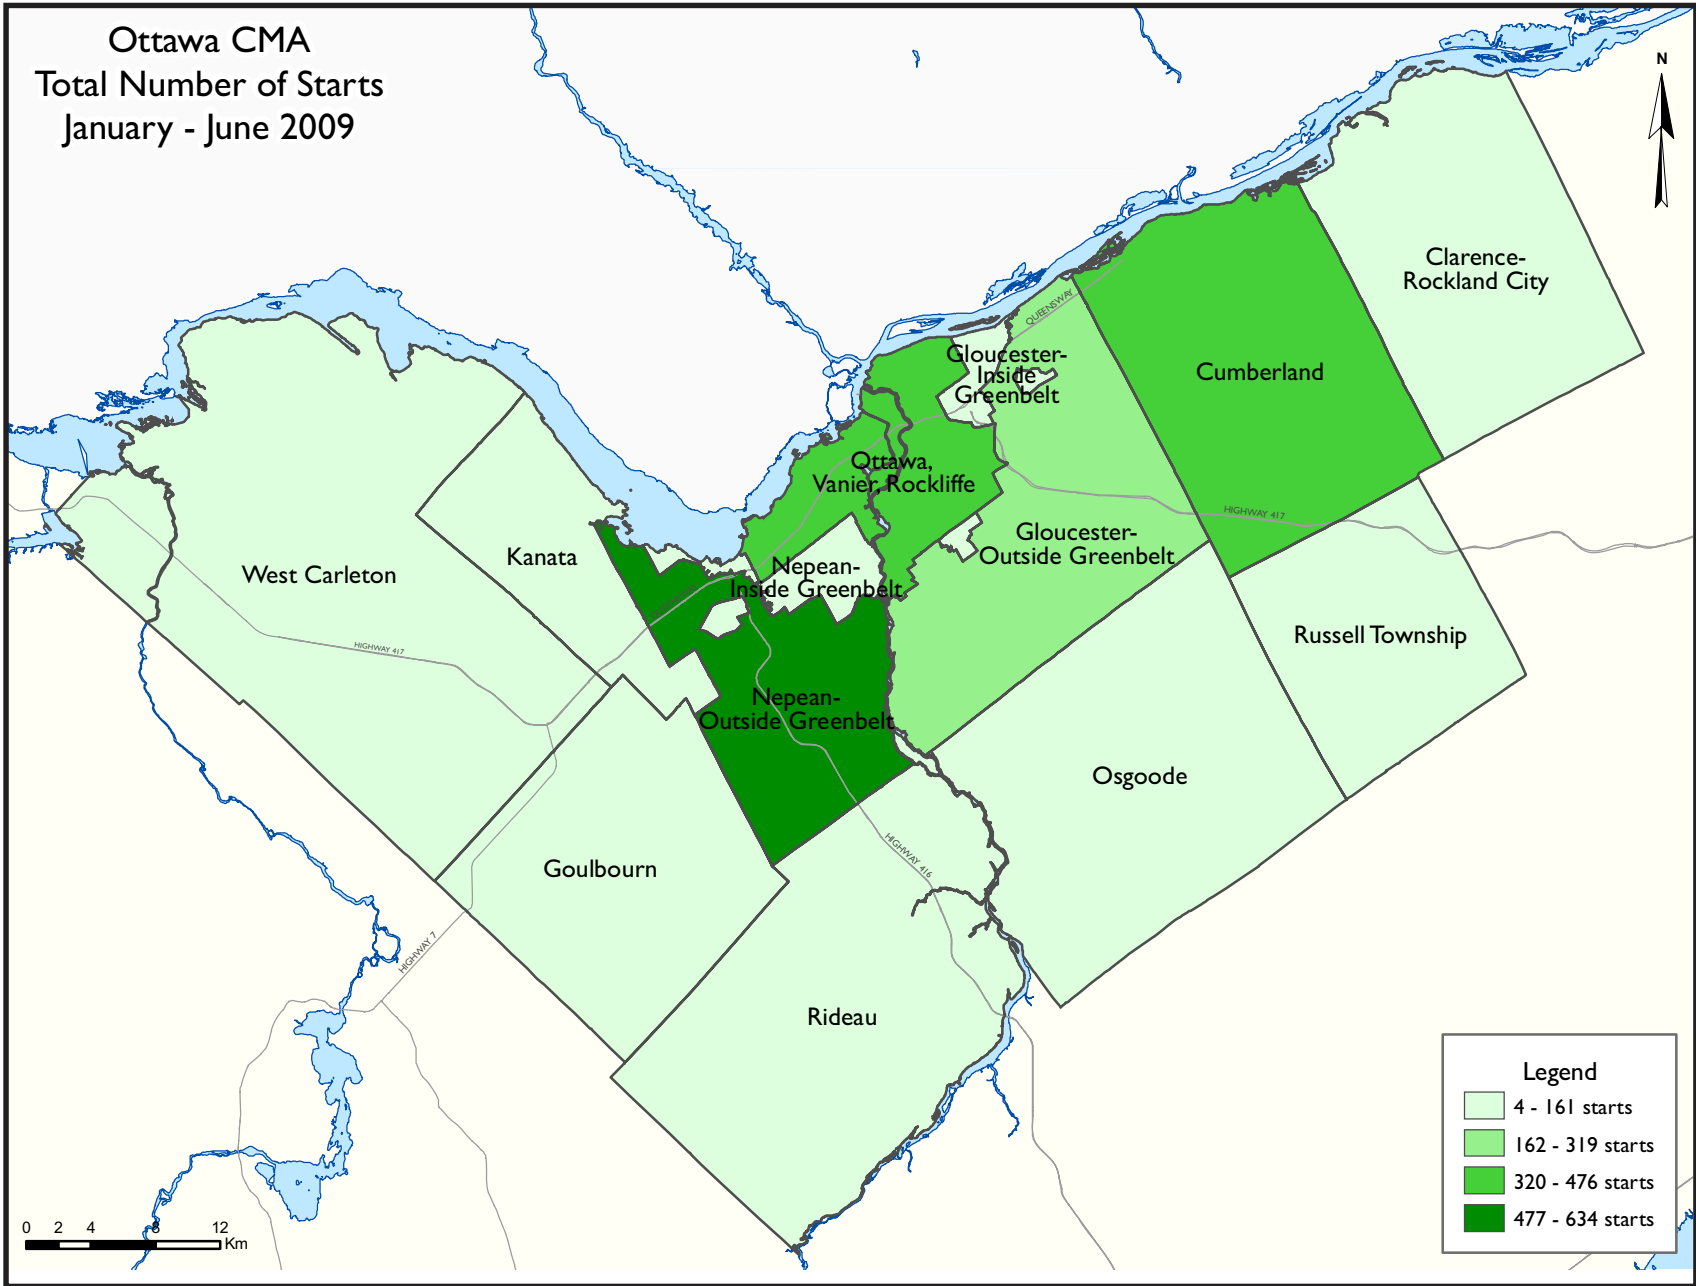 Ottawa CMA
Total Number of Starts
January - June 2009
N
Clarence-
Rockland City
QUEENSWAY
Gloucester-
Inside
Greenbelt
Cumberland
Ottawa,
Vanier, Rockliffe
HIGHWAY 417
Gloucester-
Outside Greenbelt
Kanata
West Carleton
Nepean-
Inside Greenbelt
Russell Township
HIGHWAY 417
Nepean-
Outside Greenbelt
Osgoode
Goulbourn
HIGHWAY 416
HIGHWAY 7
Rideau
Legend
4 - 161 starts
162 - 319 starts
320 - 476 starts
477 - 634 starts
0 2 4 8 12
Km